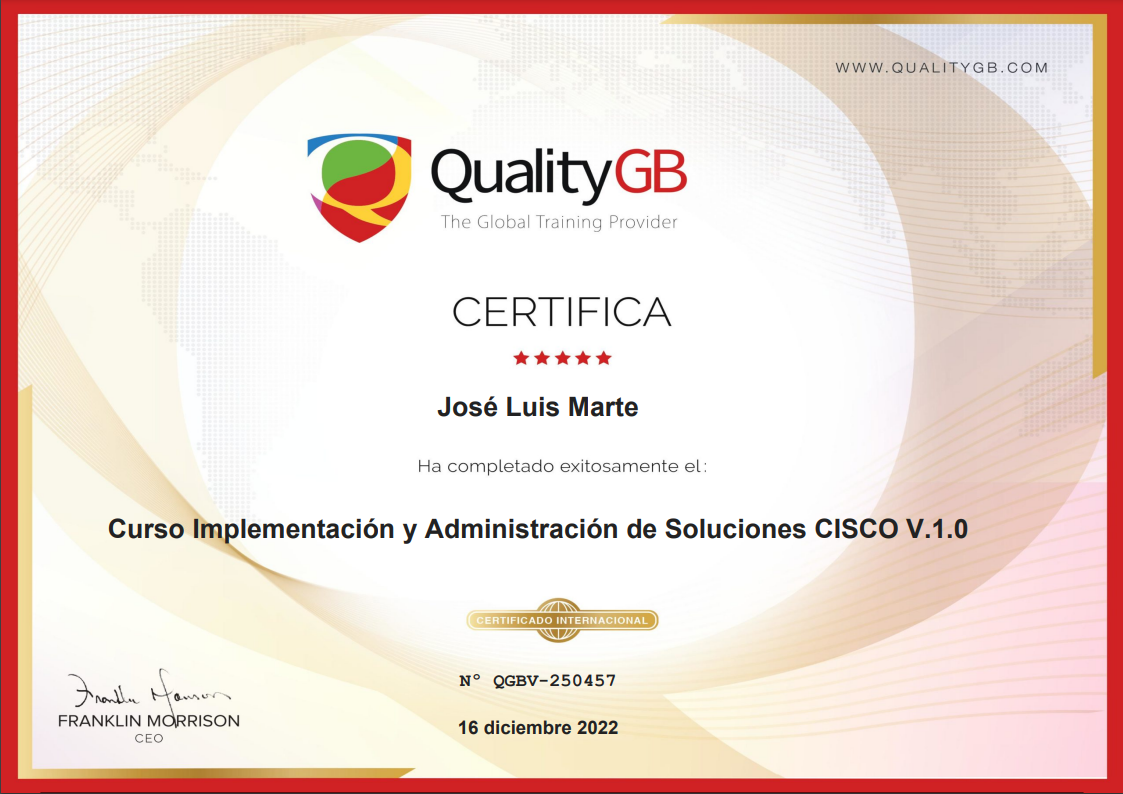 WWW.QUALITYGB.COM
QualityGB
The Global Training Provider
CERTIFICA
José Luis Marte
Ha completado exitosamente el:
Curso Implementación y Administración de Soluciones CISCO V.1.0
CERTIFICADO INTERNACIONAL
N° QGBV-250457
16 diciembre 2022
Franklin Morrison
FRANKLIN MORRISON
CEO